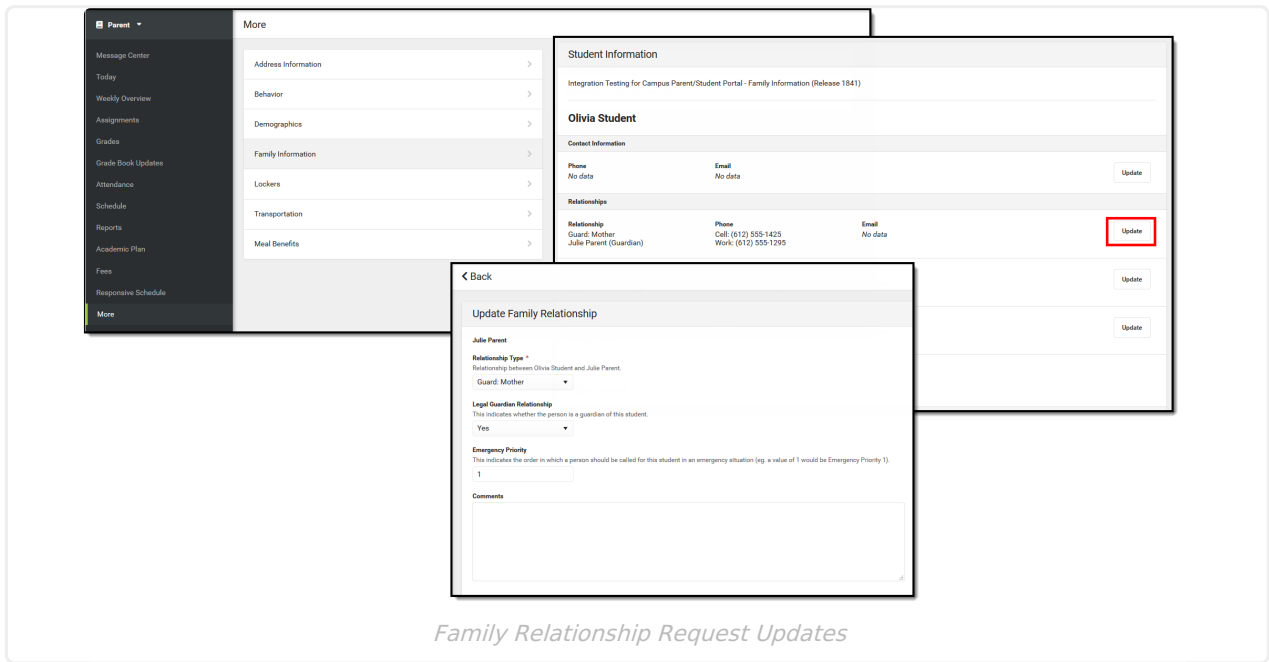 Parent
Message Center
Today
Weekly Overview
Assignments
Grades
Grade Book Updates
Attendance
Schedule
Reports
Academic Plan
Fees
Responsive Schedule
More
More
Address Information
Behavior
Demographics
Family Information
Lockers
Transportation
Meal Benefits
Student Information
Integration Testing for Campus Parent/Student Portal - Family Information (Release 1841)
Olivia Student
Contact Information
Phone Email
No data No data
Update
Relationships
Relationship Phone Email
Guard: Mother Cell: (612) 555-1425 No data
Julie Parent (Guardian) Work: (612) 555-1295
Update
Update
Update
Back
Update Family Relationship
Julie Parent
Relationship Type *
Relationship between Olivia Student and Julie Parent.
Guard: Mother
Legal Guardian Relationship
This indicates whether the person is a guardian of this student.
Yes
Emergency Priority
This indicates the order in which a person should be called for this student in an emergency situation (eg. a value of 1 would be Emergency Priority 1).
1
Comments
Family Relationship Request Updates